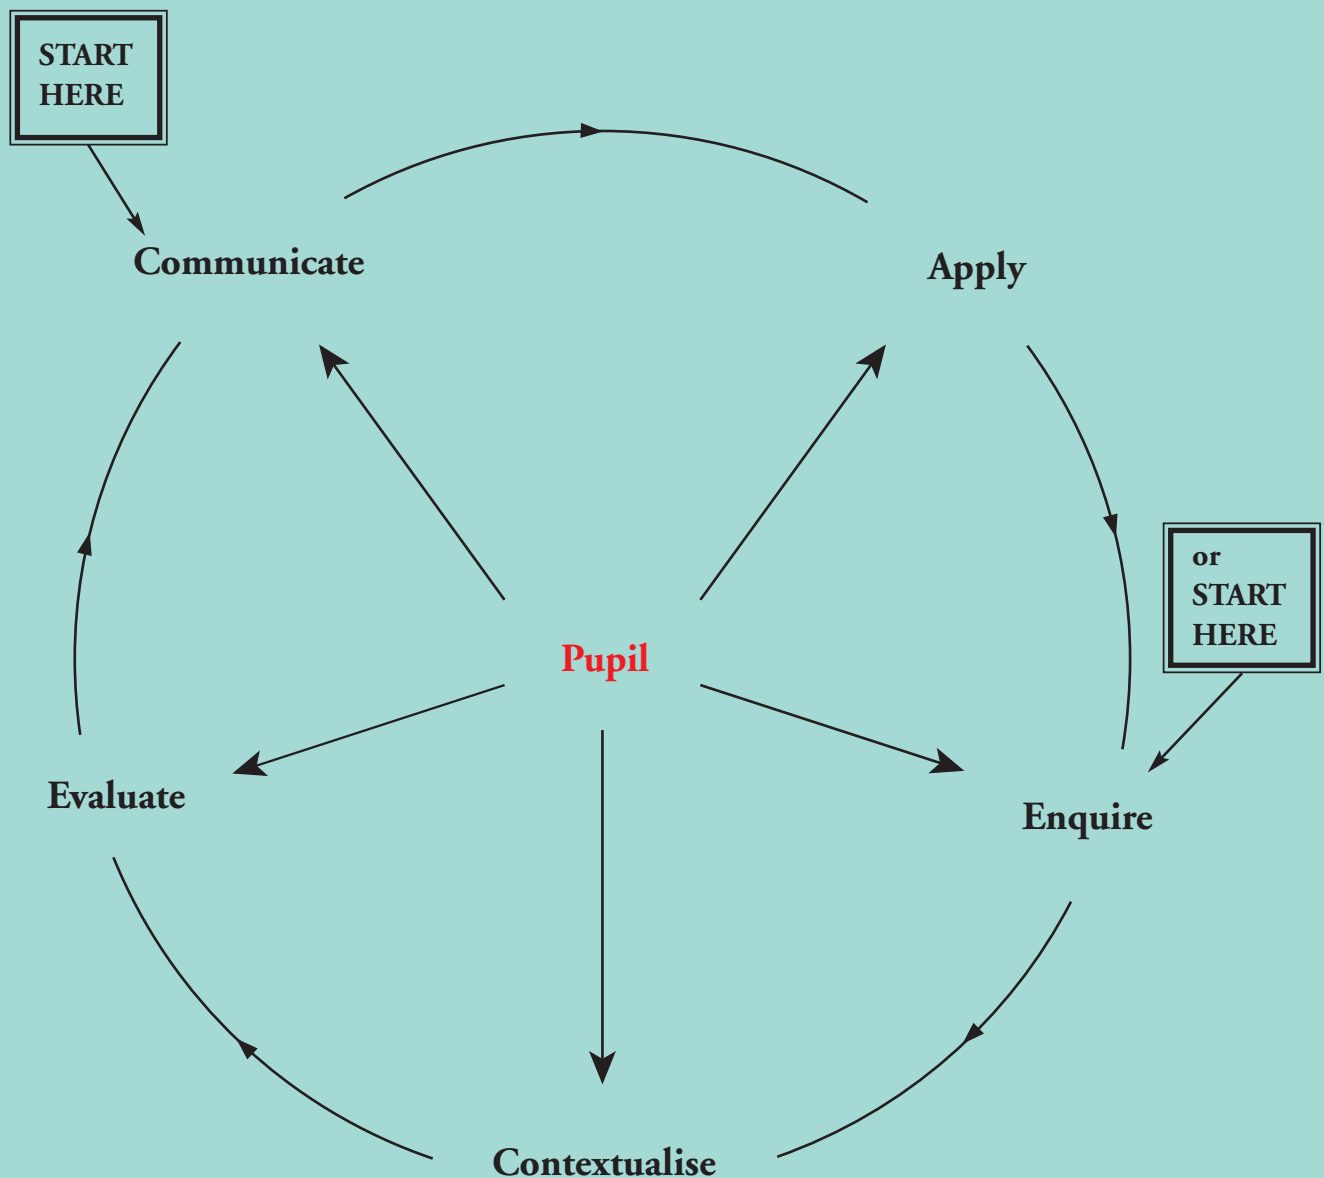 START
HERE
Communicate
Apply
or
START
HERE
Pupil
Evaluate
Enquire
Contextualise